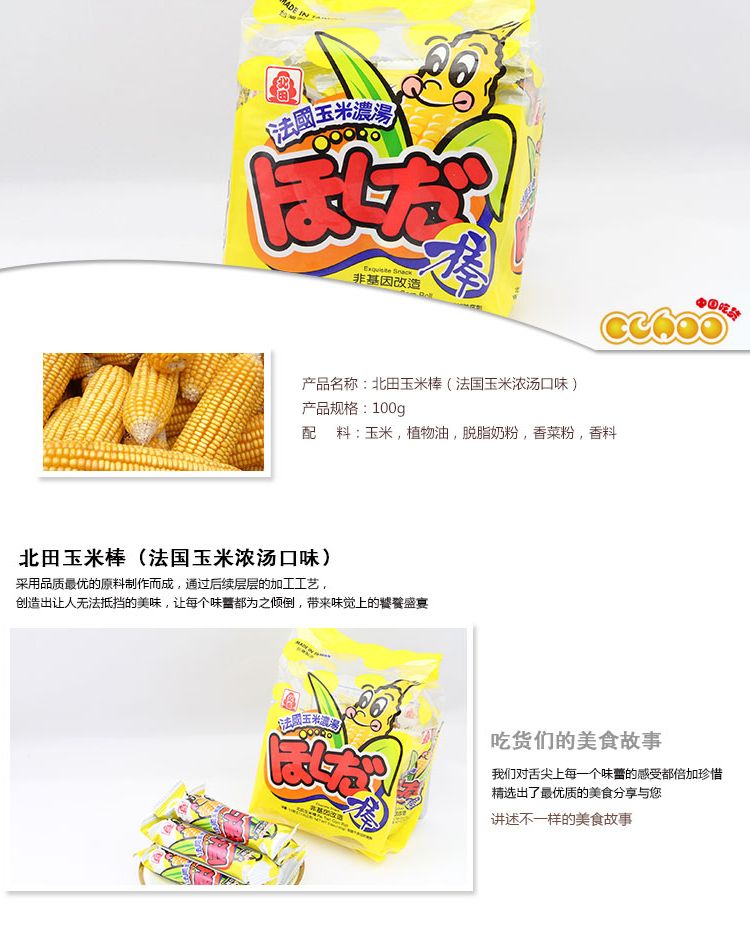 MADE IN TAIWAN
北田
法國玉米濃湯
ほしだ
棒
Exquisite Snack
非基因改造
中国吃货
CCHOO
产品名称：北田玉米棒（法国玉米浓汤口味）
产品规格：100g
配 料：玉米，植物油，脱脂奶粉，香菜粉，香料
北田玉米棒（法国玉米浓汤口味）
采用品质最优的原料制作而成，通过后续层层的加工工艺，
创造出让人无法抵挡的美味，让每个味蕾都为之倾倒，带来味觉上的饕餮盛宴
MADE IN TAIWAN
法國玉米濃湯
ほしだ
棒
非基因改造
吃货们的美食故事
我们对舌尖上每一个味蕾的感受都倍加珍惜
精选出了最优质的美食分享与您
讲述不一样的美食故事